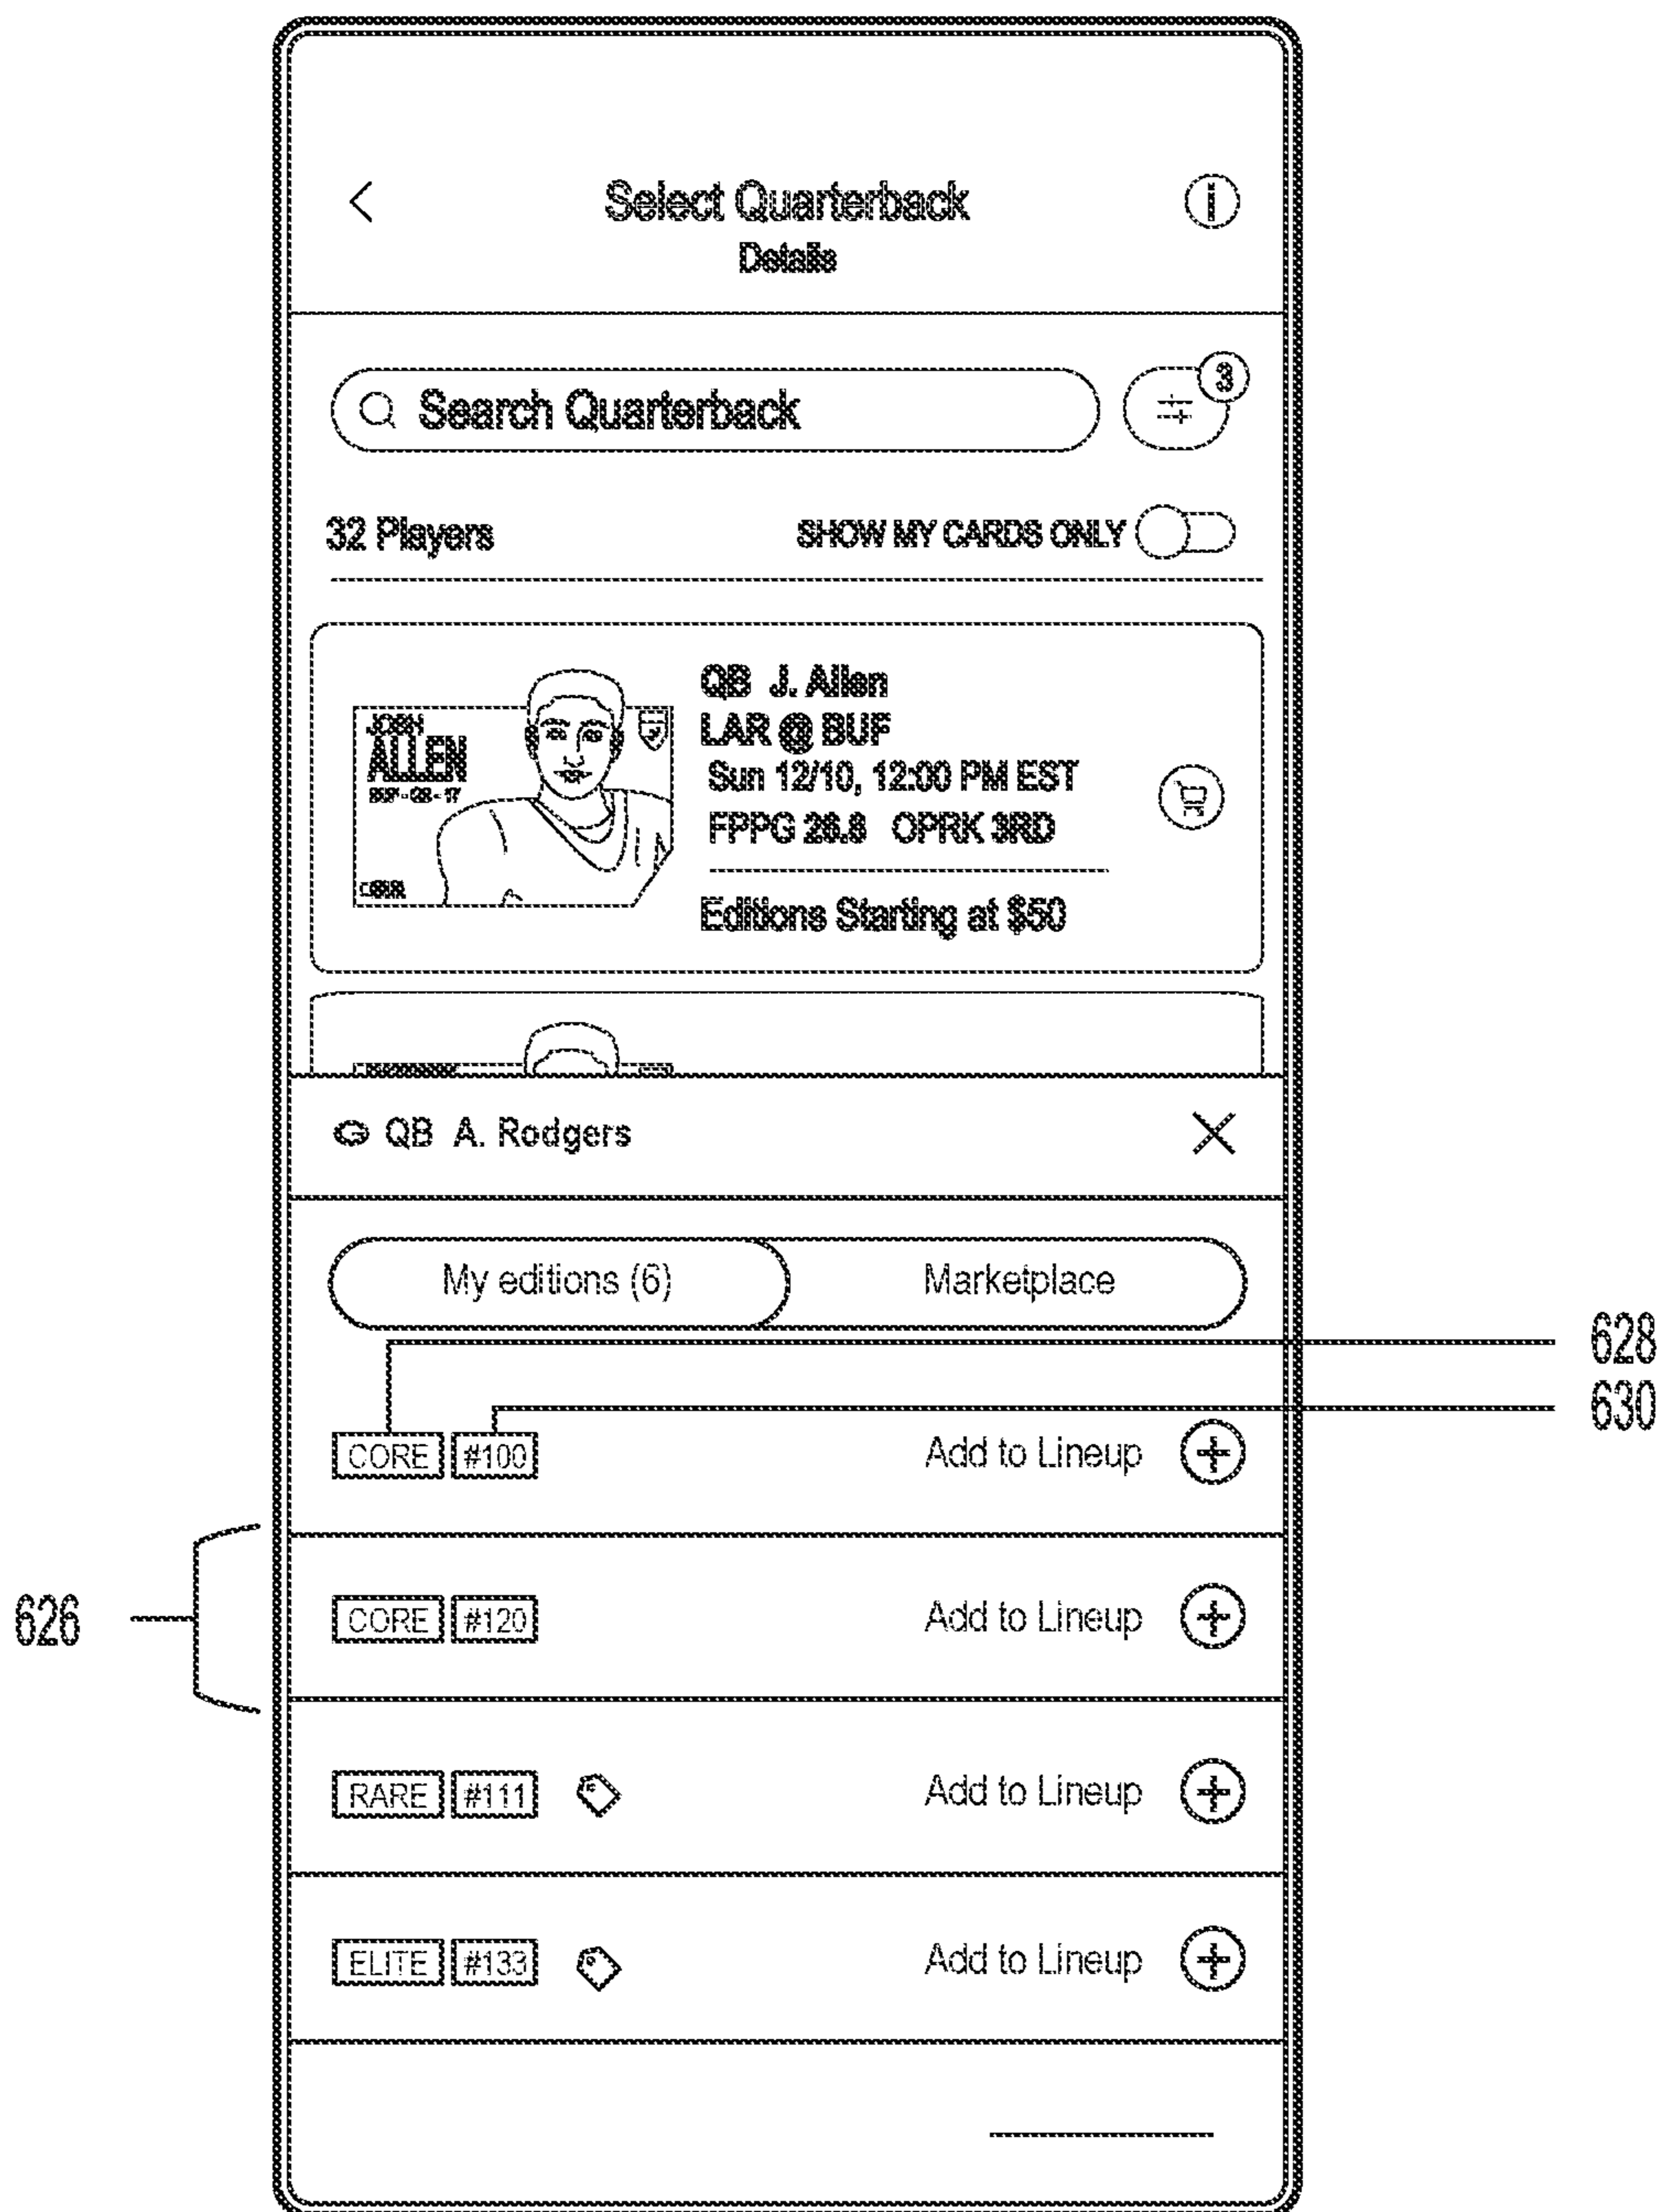 Select Quarterback
Details
3
Search Quarterback
32 Players
SHOW MY CARDS ONLY
JOSH
ALLEN
QB J. Allen
LAR @ BUF
Sun 12/10, 12:00 PM EST
FPPG 28.8 OPRK 3RD
Editions Starting at $50
QB A. Rodgers
My editions (6)
Marketplace
628
630
CORE #100 Add to Lineup
626
CORE #120 Add to Lineup
RARE #111 Add to Lineup
ELITE #133 Add to Lineup